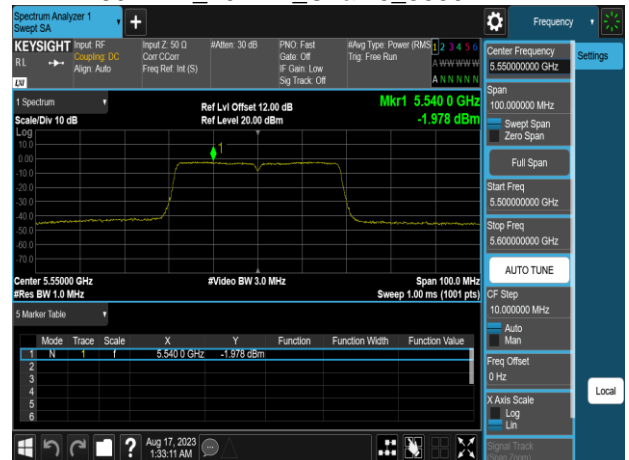 Spectrum Analyzer 1
Swept SA
Frequency
KEYSIGHT
RL
LXI
Input: RF
Coupling: DC
Align: Auto
Input Z: 50 Ω
Corr CCorr
Freq Ref: Int (S)
#Atten: 30 dB
PNO: Fast
Gate: Off
IF Gain: Low
Sig Track: Off
#Avg Type: Power (RMS
Trig: Free Run
1 2 3 4 5 6
A W W W W W
A N N N N N
Center Frequency
5.550000000 GHz
Settings
Span
100.000000 MHz
Swept Span
Zero Span
Full Span
Start Freq
5.500000000 GHz
Stop Freq
5.600000000 GHz
AUTO TUNE
CF Step
10.000000 MHz
Auto
Man
Freq Offset
0 Hz
X Axis Scale
Log
Lin
Signal Track
(Span Zoom)
Local
1 Spectrum
Scale/Div 10 dB
Log
Ref Lvl Offset 12.00 dB
Ref Level 20.00 dBm
Mkr1 5.540 0 GHz
-1.978 dBm
1
10.0
0.00
-10.0
-20.0
-30.0
-40.0
-50.0
-60.0
-70.0
Center 5.55000 GHz
#Res BW 1.0 MHz
#Video BW 3.0 MHz
Span 100.0 MHz
Sweep 1.00 ms (1001 pts)
5 Marker Table
Mode Trace Scale X Y Function Function Width Function Value
1 N 1 f 5.540 0 GHz -1.978 dBm
2
3
4
5
6
?
Aug 17, 2023
1:33:11 AM